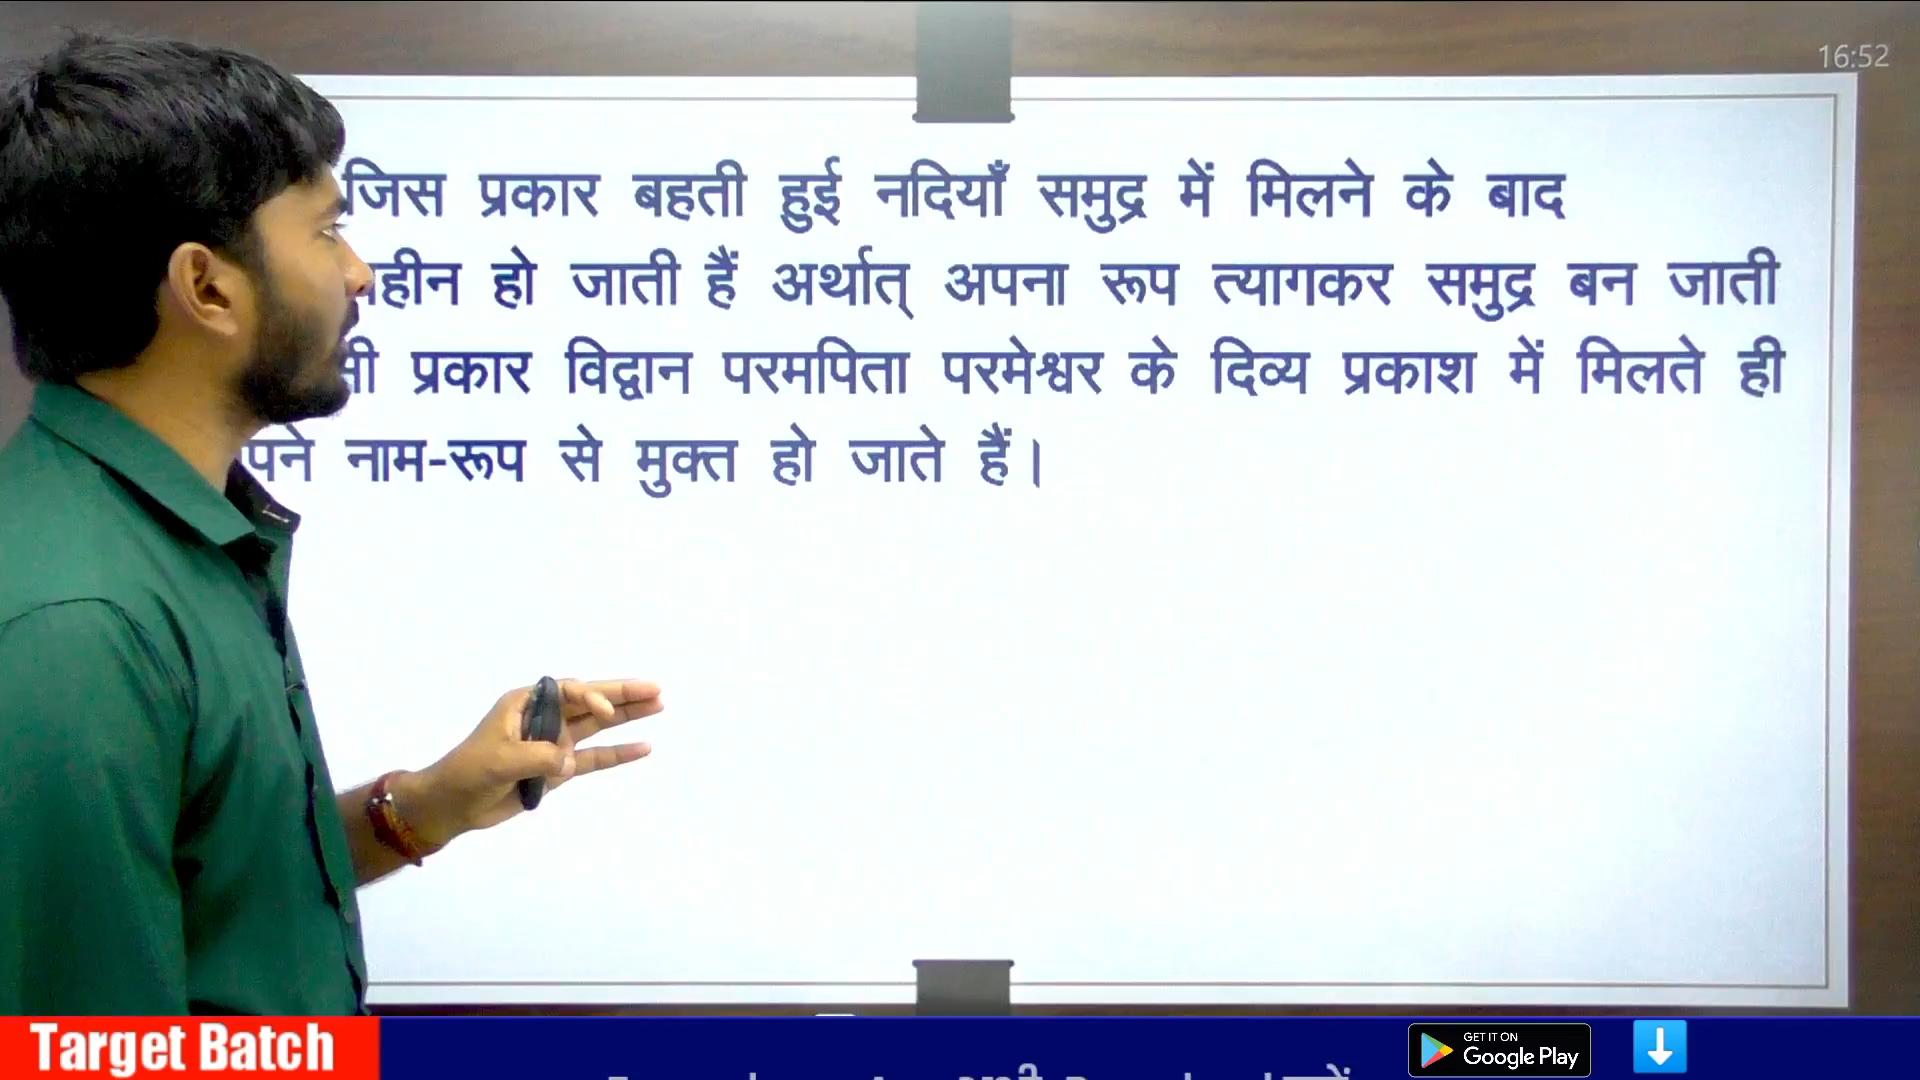 16:52
जिस प्रकार बहती हुई नदियाँ समुद्र में मिलने के बाद
हो जाती हैं अर्थात् अपना रूप त्यागकर समुद्र बन जाती
प्रकार विद्वान परमपिता परमेश्वर के दिव्य प्रकाश में मिलते ही
नाम-रूप से मुक्त हो जाते हैं।
Target Batch
GET IT ON
Google Play